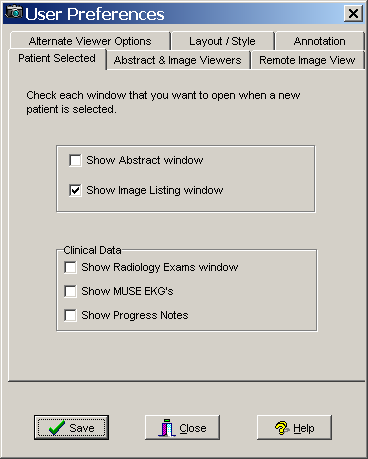 User Preferences
Alternate Viewer Options Layout / Style Annotation
Patient Selected Abstract & Image Viewers Remote Image View
Check each window that you want to open when a new
patient is selected.
Show Abstract window
Show Image Listing window
Clinical Data
Show Radiology Exams window
Show MUSE EKG's
Show Progress Notes
Save Close Help